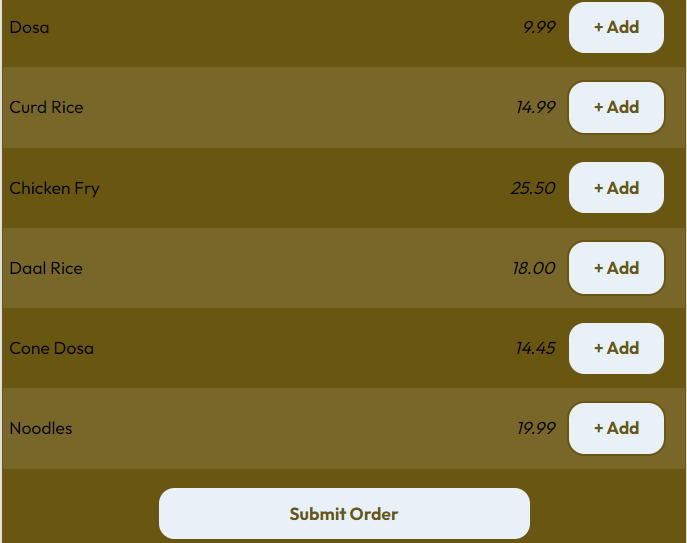 Dosa 9.99 + Add
Curd Rice 14.99 + Add
Chicken Fry 25.50 + Add
Daal Rice 18.00 + Add
Cone Dosa 14.45 + Add
Noodles 19.99 + Add
Submit Order